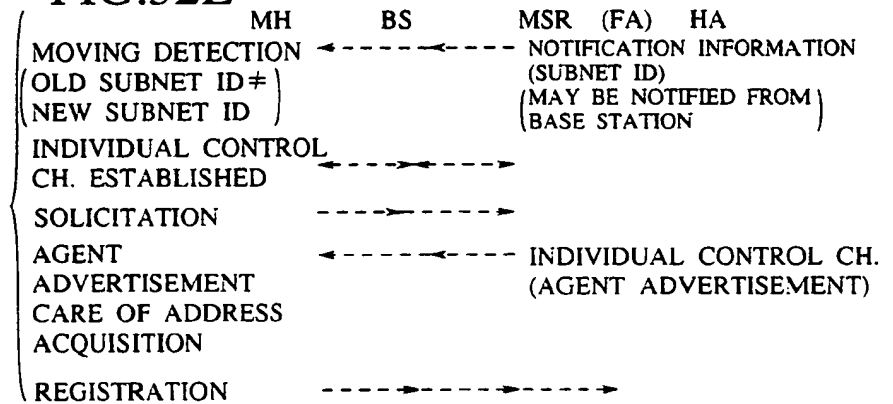 FIG.32E
MH BS MSR (FA) HA
MOVING DETECTION NOTIFICATION INFORMATION
(OLD SUBNET ID≠ (SUBNET ID)
NEW SUBNET ID) (MAY BE NOTIFIED FROM
BASE STATION)
INDIVIDUAL CONTROL
CH. ESTABLISHED
SOLICITATION
AGENT INDIVIDUAL CONTROL CH.
ADVERTISEMENT (AGENT ADVERTISEMENT)
CARE OF ADDRESS
ACQUISITION
REGISTRATION